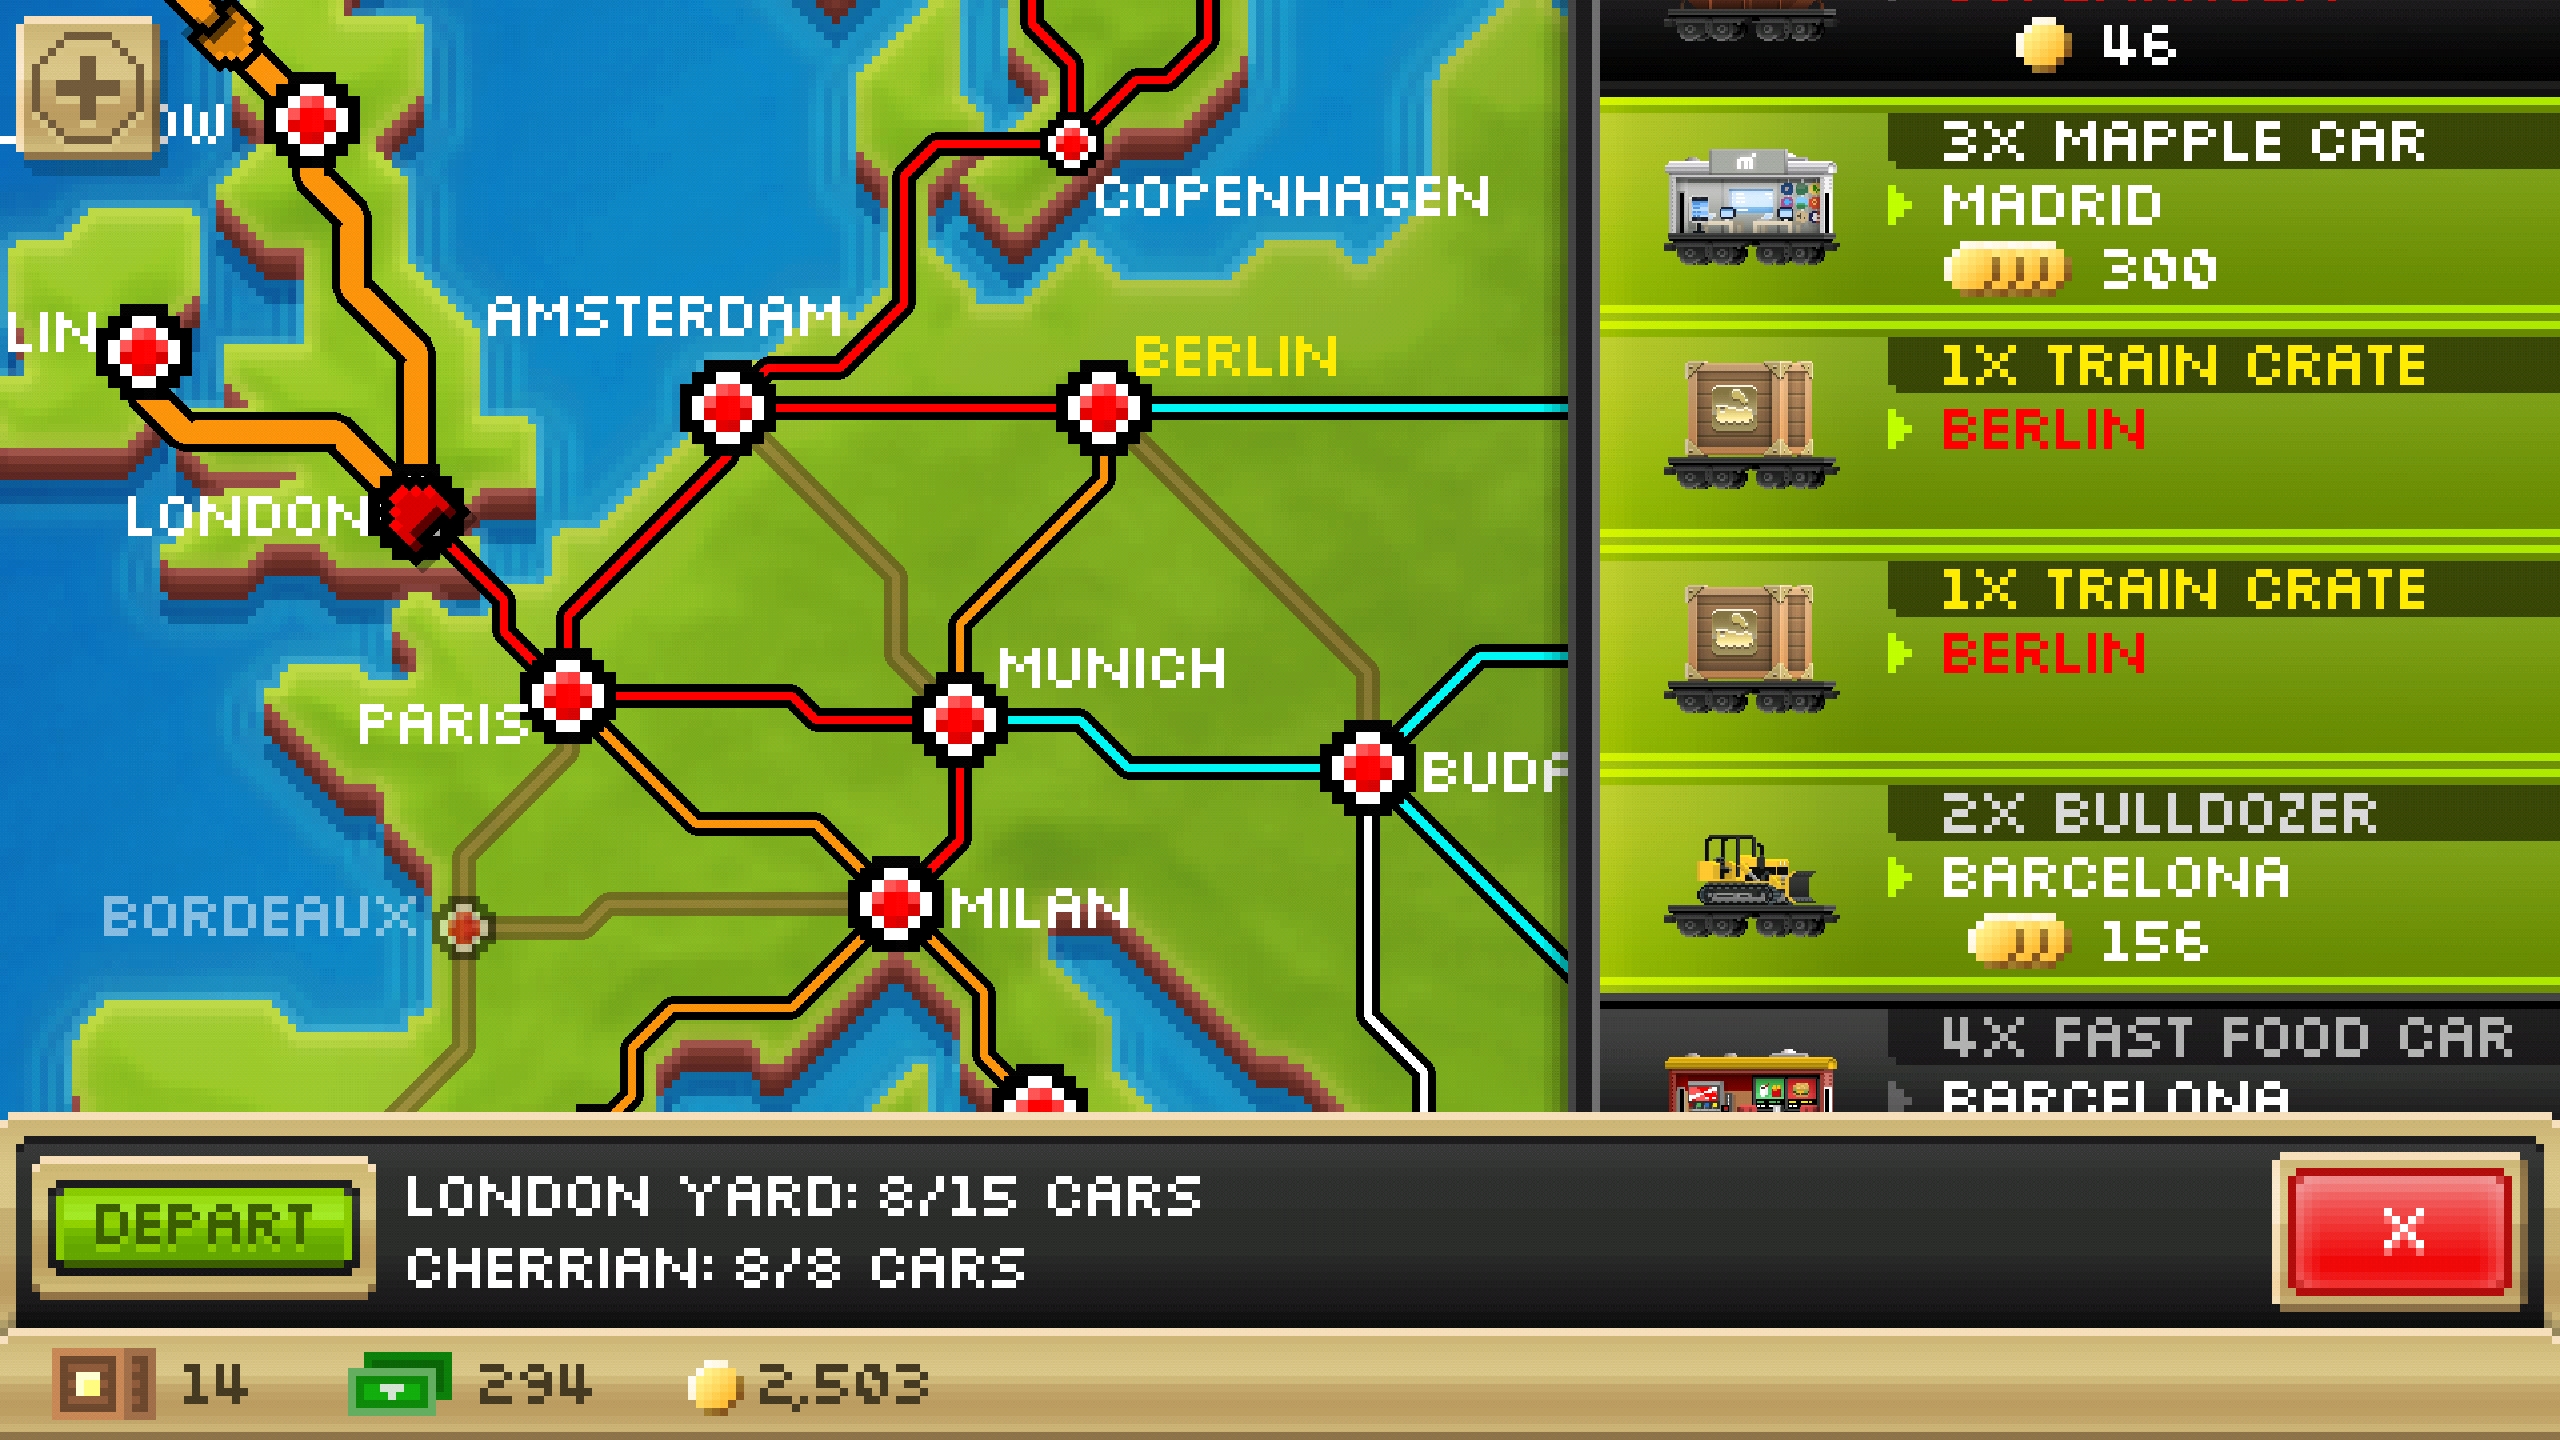 COPENHAGEN
AMSTERDAM
BERLIN
LONDON
MUNICH
PARIS
BORDEAUX
MILAN
46
3X MAPPLE CAR
MADRID
300
1X TRAIN CRATE
BERLIN
1X TRAIN CRATE
BERLIN
2X BULLDOZER
BARCELONA
156
4X FAST FOOD CAR
BARCELONA
DEPART
LONDON YARD: 8/15 CARS
CHERRIAN: 8/8 CARS
X
14
294
2,503